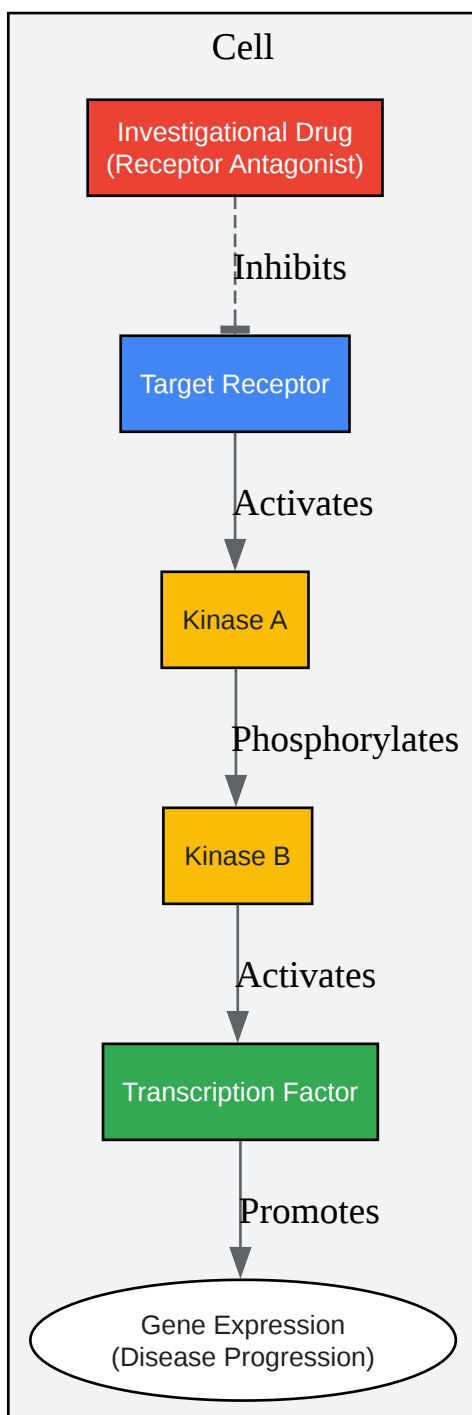 Cell
Investigational Drug
(Receptor Antagonist)
Inhibits
Target Receptor
Activates
Kinase A
Phosphorylates
Kinase B
Activates
Transcription Factor
Promotes
Gene Expression
(Disease Progression)